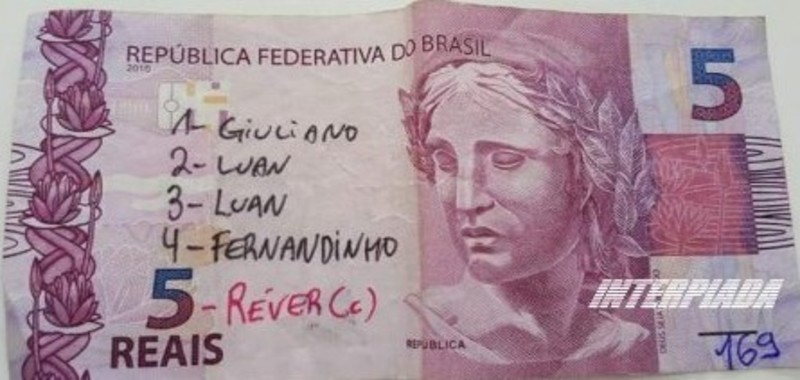 REPÚBLICA FEDERATIVA DO BRASIL
2010
5
1- GIULIANO
2- LUAN
3- LUAN
4- FERNANDINHO
5 - RÉVER (c)
REAIS
REPÚBLICA
INTERPIADA
169